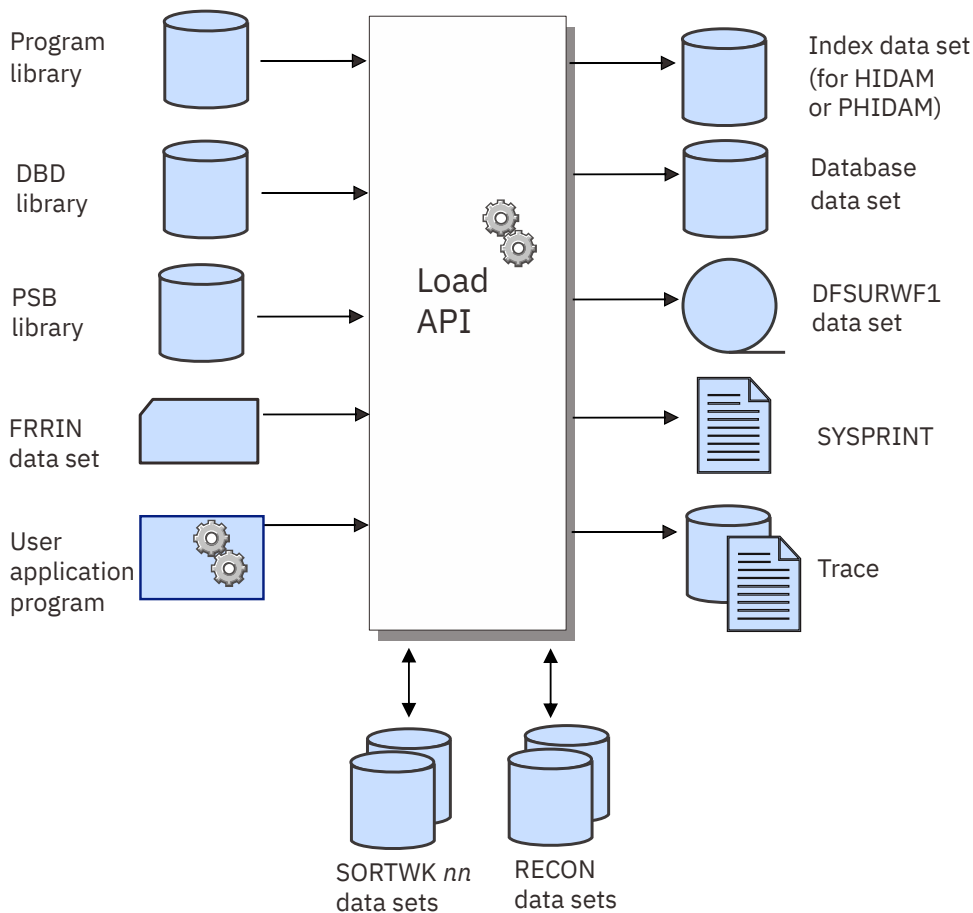 Program
library
DBD
library
PSB
library
FRRIN
data set
User
application
program
Load
API
Index data set
(for HIDAM
or PHIDAM)
Database
data set
DFSURWF1
data set
SYSPRINT
Trace
SORTWK nn
data sets
RECON
data sets